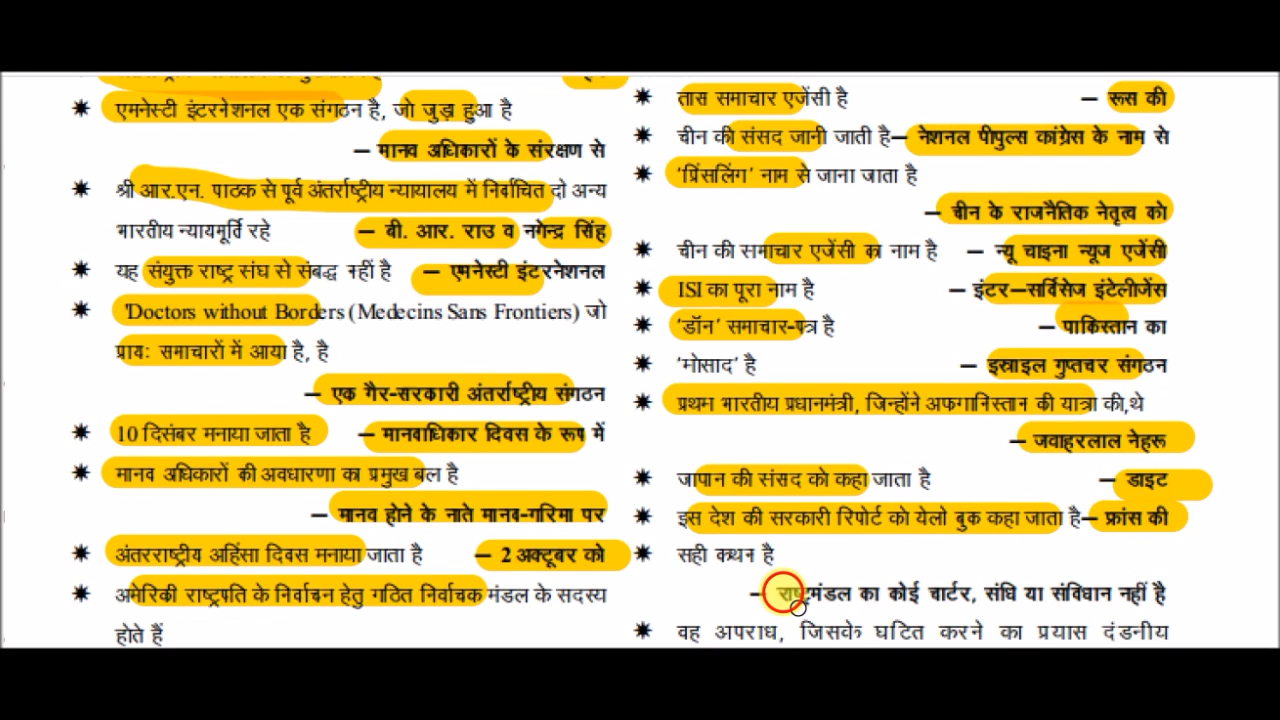 ✷ एमनेस्टी इंटरनेशनल एक संगठन है, जो जुड़ा हुआ है
– मानव अधिकारों के संरक्षण से
✷ श्री आर.एन. पाठक से पूर्व अंतर्राष्ट्रीय न्यायालय में निर्वाचित दो अन्य
भारतीय न्यायमूर्ति रहे – बी. आर. राउ व नगेन्द्र सिंह
✷ यह संयुक्त राष्ट्र संघ से संबद्ध नहीं है – एमनेस्टी इंटरनेशनल
✷ 'Doctors without Borders (Medecins Sans Frontiers) जो
प्रायः समाचारों में आया है, है
– एक गैर-सरकारी अंतर्राष्ट्रीय संगठन
✷ 10 दिसंबर मनाया जाता है – मानवाधिकार दिवस के रूप में
✷ मानव अधिकारों की अवधारणा का प्रमुख बल है
– मानव होने के नाते मानव-गरिमा पर
✷ अंतरराष्ट्रीय अहिंसा दिवस मनाया जाता है – 2 अक्टूबर को
✷ अमेरिकी राष्ट्रपति के निर्वाचन हेतु गठित निर्वाचक मंडल के सदस्य
होते हैं
✷ तास समाचार एजेंसी है – रूस की
✷ चीन की संसद जानी जाती है– नेशनल पीपुल्स कांग्रेस के नाम से
✷ 'प्रिंसलिंग' नाम से जाना जाता है
– चीन के राजनैतिक नेतृत्व को
✷ चीन की समाचार एजेंसी का नाम है – न्यू चाइना न्यूज एजेंसी
✷ ISI का पूरा नाम है – इंटर–सर्विसेज इंटेलीजेंस
✷ 'डॉन' समाचार-पत्र है – पाकिस्तान का
✷ 'मोसाद' है – इस्राइल गुप्तचर संगठन
✷ प्रथम भारतीय प्रधानमंत्री, जिन्होंने अफगानिस्तान की यात्रा की,थे
– जवाहरलाल नेहरू
✷ जापान की संसद को कहा जाता है – डाइट
✷ इस देश की सरकारी रिपोर्ट को येलो बुक कहा जाता है– फ्रांस की
✷ सही कथन है
– राष्ट्रमंडल का कोई चार्टर, संधि या संविधान नहीं है
✷ वह अपराध, जिसके घटित करने का प्रयास दंडनीय